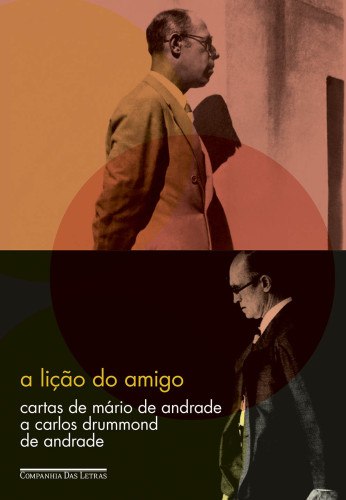 a lição do amigo
cartas de mário de andrade
a carlos drummond
de andrade
COMPANHIA DAS LETRAS